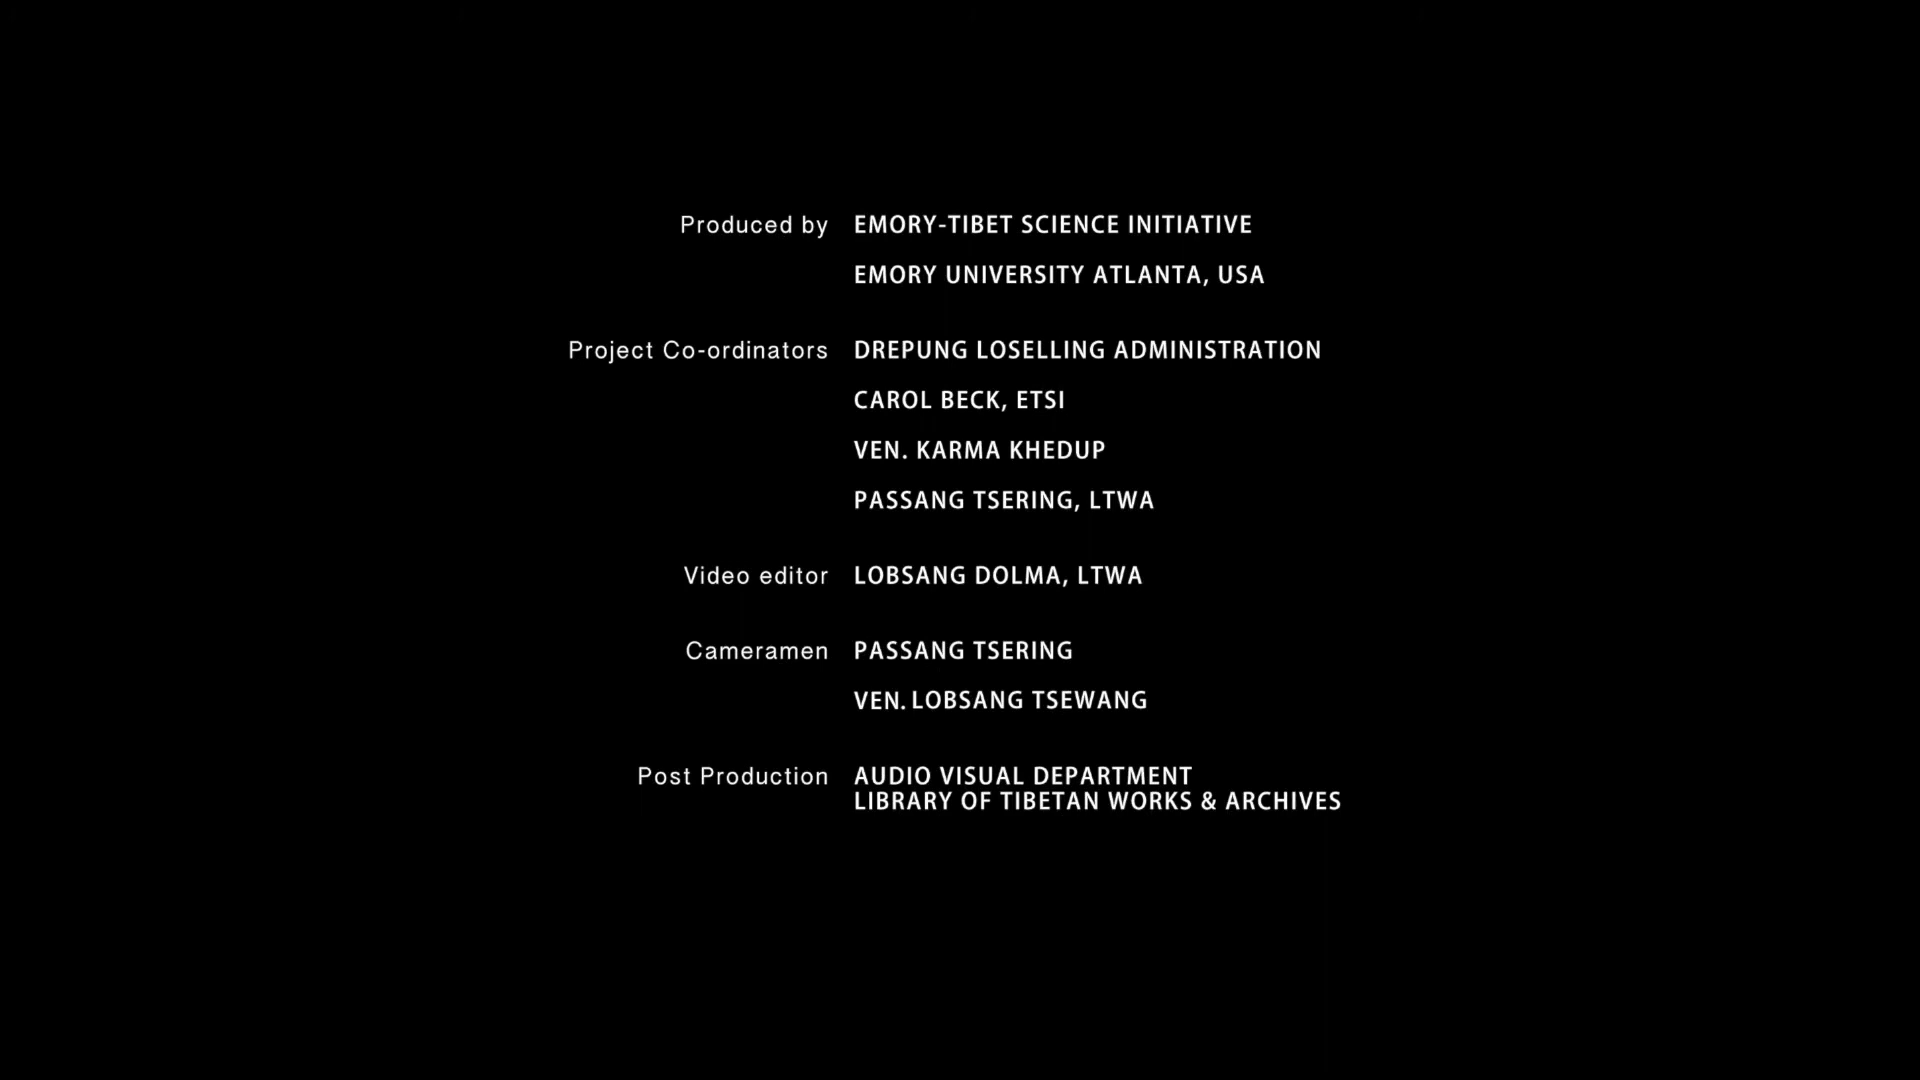 Produced by EMORY-TIBET SCIENCE INITIATIVE
EMORY UNIVERSITY ATLANTA, USA
Project Co-ordinators DREPUNG LOSELLING ADMINISTRATION
CAROL BECK, ETSI
VEN. KARMA KHEDUP
PASSANG TSERING, LTWA
Video editor LOBSANG DOLMA, LTWA
Cameramen PASSANG TSERING
VEN. LOBSANG TSEWANG
Post Production AUDIO VISUAL DEPARTMENT
LIBRARY OF TIBETAN WORKS & ARCHIVES